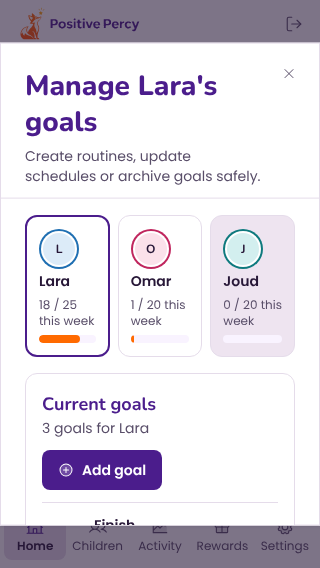 Positive Percy
Manage Lara's
goals
Create routines, update
schedules or archive goals safely.
L
O
J
Lara
Omar
Joud
18 / 25
this week
1 / 20 this
week
0 / 20 this
week
Current goals
3 goals for Lara
Add goal
Finish
Home
Children
Activity
Rewards
Settings